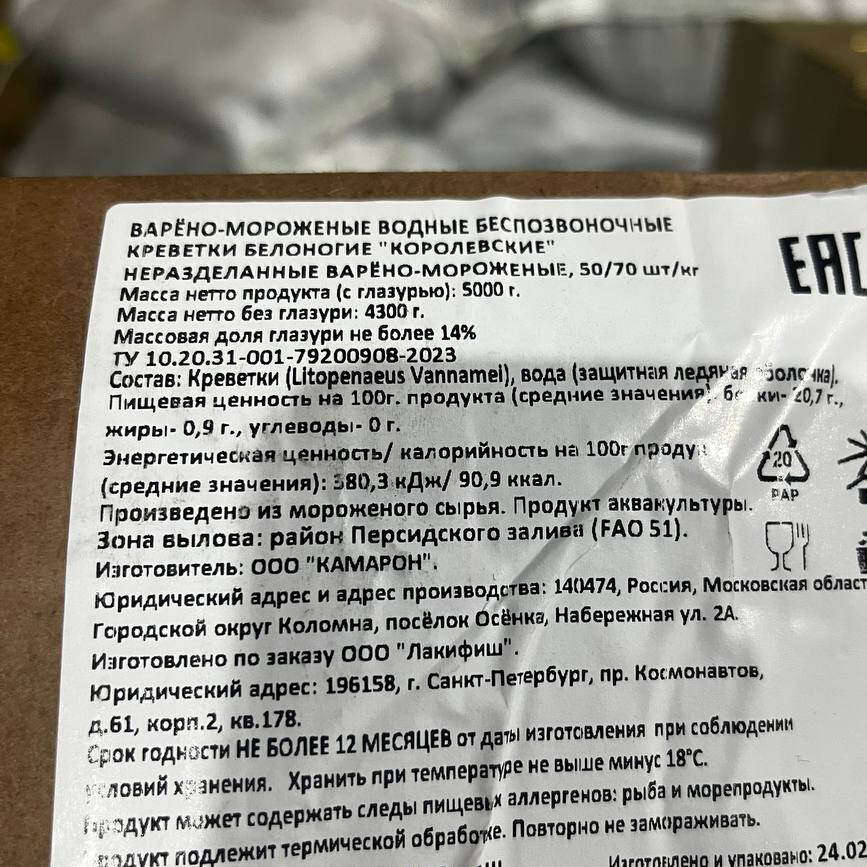 ВАРЁНО-МОРОЖЕНЫЕ ВОДНЫЕ БЕСПОЗВОНОЧНЫЕ
КРЕВЕТКИ БЕЛОНОГИЕ "КОРОЛЕВСКИЕ"
НЕРАЗДЕЛАННЫЕ ВАРЁНО-МОРОЖЕНЫЕ, 50/70 шт/кг
EAC
Масса нетто продукта (с глазурью): 5000 г.
Масса нетто без глазури: 4300 г.
Массовая доля глазури не более 14%
ТУ 10.20.31-001-79200908-2023
Состав: Креветки (Litopenaeus Vannamei), вода (защитная ледяная оболочка).
Пищевая ценность на 100г. продукта (средние значения): белки- 20,7 г.,
жиры- 0,9 г., углеводы- 0 г.
Энергетическая ценность/ калорийность на 100г
(средние значения): 380,3 кДж/ 90,9 ккал.
20
PAP
Произведено из мороженого сырья. Продукт аквакультуры.
Зона вылова: район Персидского залива (FAO 51).
Изготовитель: ООО "КАМАРОН".
Юридический адрес и адрес производства: 140474, Россия, Московская област
Городской округ Коломна, посёлок Осёнка, Набережная ул. 2А.
Изготовлено по заказу ООО "Лакифиш".
Юридический адрес: 196158, г. Санкт-Петербург, пр. Космонавтов,
д.61, корп.2, кв.178.
Срок годности НЕ БОЛЕЕ 12 МЕСЯЦЕВ от даты изготовления при соблюдении
условий хранения. Хранить при температуре не выше минус 18°С.
Продукт может содержать следы пищевых аллергенов: рыба и морепродукты.
Продукт подлежит термической обработке. Повторно не замораживать.
Изготовлено и упаковано: 24.02